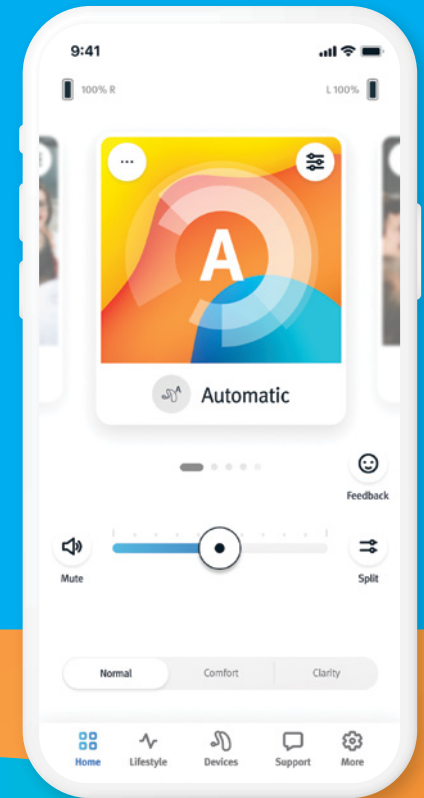 9:41
100% R
L 100%
A
A
Automatic
Feedback
Mute
Split
Normal
Comfort
Clarity
Home
Lifestyle
Devices
Support
More